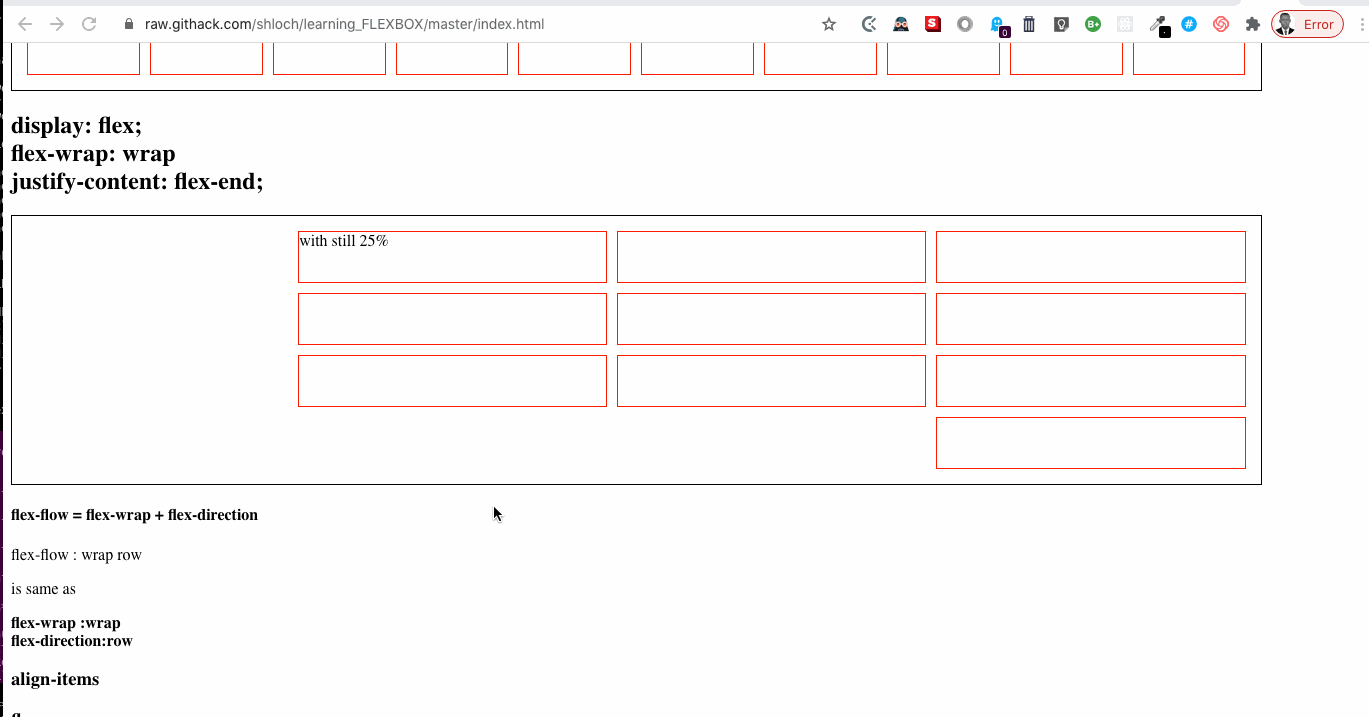 raw.githack.com/shloch/learning_FLEXBOX/master/index.html
S
0
B+
#
Error
display: flex;
flex-wrap: wrap
justify-content: flex-end;
with still 25%
flex-flow = flex-wrap + flex-direction
flex-flow : wrap row
is same as
flex-wrap :wrap
flex-direction:row
align-items